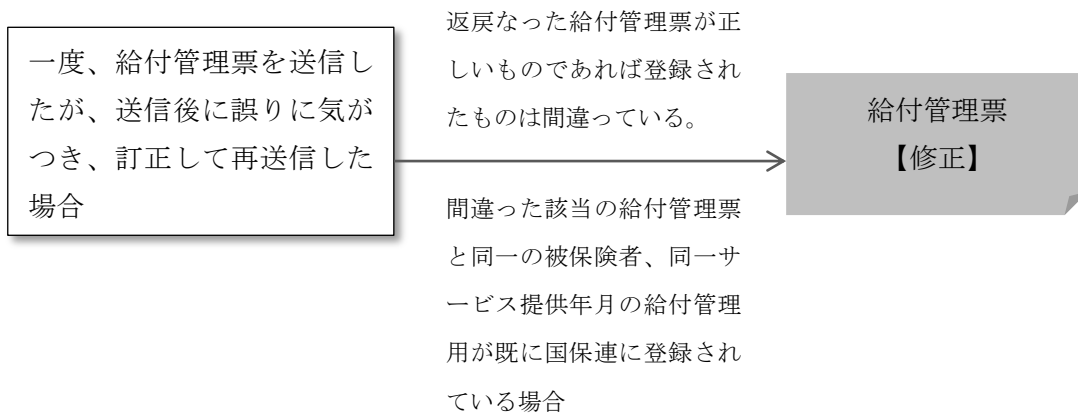 一度、給付管理票を送信し
たが、送信後に誤りに気が
つき、訂正して再送信した
場合
返戻なった給付管理票が正
しいものであれば登録され
たものは間違っている。
間違った該当の給付管理票
と同一の被保険者、同一サ
ービス提供年月の給付管理
用が既に国保連に登録され
ている場合
給付管理票
【修正】